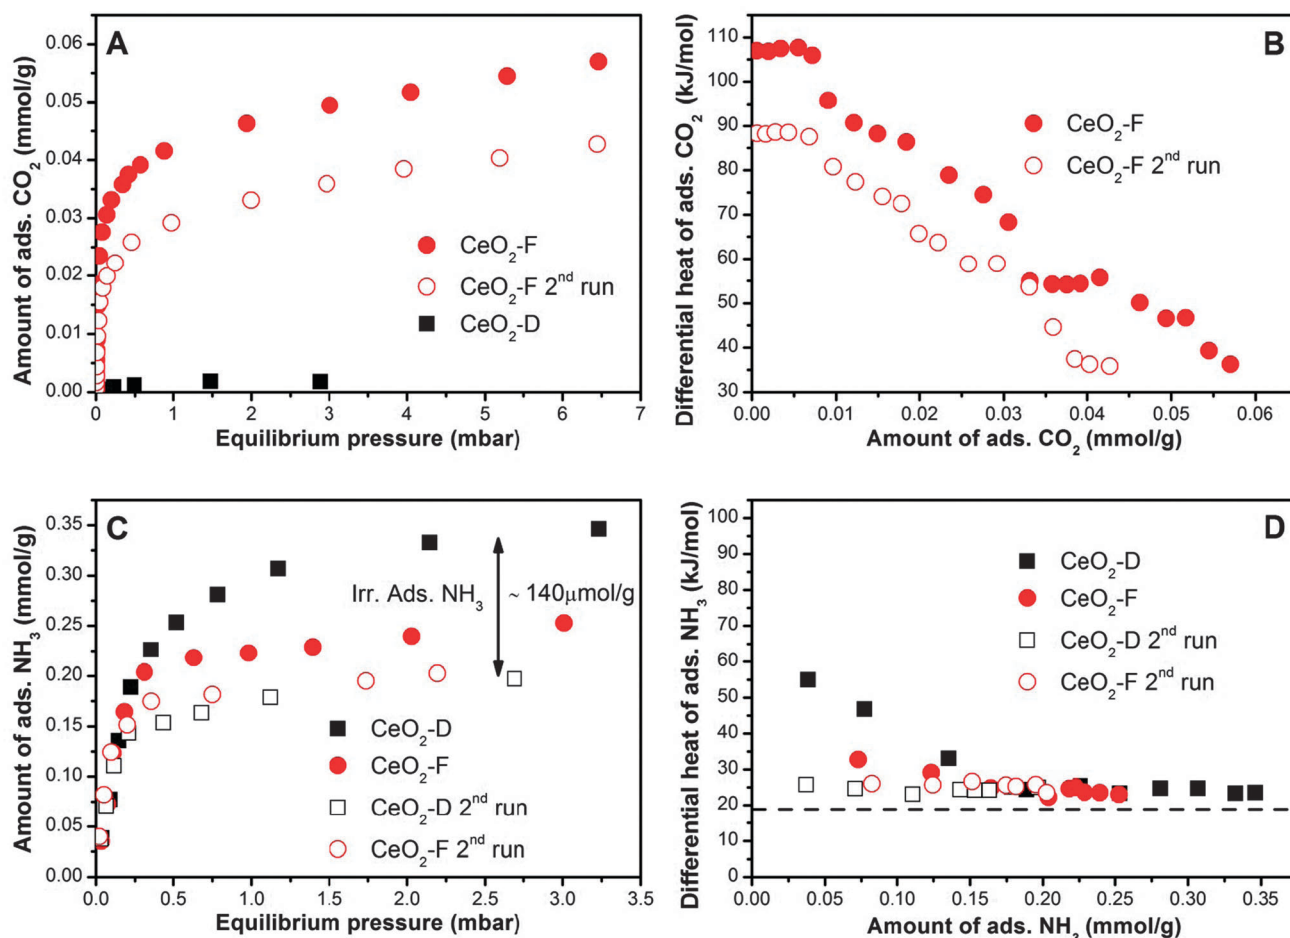 A
Amount of ads. CO2 (mmol/g)
0.06
0.05
0.04
0.03
0.02
0.01
0.00
CeO2-F
CeO2-F 2nd run
CeO2-D
0 1 2 3 4 5 6 7
Equilibrium pressure (mbar)
B
Differential heat of ads. CO2 (kJ/mol)
110
100
90
80
70
60
50
40
30
CeO2-F
CeO2-F 2nd run
0.00 0.01 0.02 0.03 0.04 0.05 0.06
Amount of ads. CO2 (mmol/g)
C
Amount of ads. NH3 (mmol/g)
0.35
0.30
0.25
0.20
0.15
0.10
0.05
0.00
Irr. Ads. NH3 ~ 140μmol/g
CeO2-D
CeO2-F
CeO2-D 2nd run
CeO2-F 2nd run
0.0 0.5 1.0 1.5 2.0 2.5 3.0 3.5
Equilibrium pressure (mbar)
D
Differential heat of ads. NH3 (kJ/mol)
100
90
80
70
60
50
40
30
20
10
0
CeO2-D
CeO2-F
CeO2-D 2nd run
CeO2-F 2nd run
0.00 0.05 0.10 0.15 0.20 0.25 0.30 0.35
Amount of ads. NH3 (mmol/g)